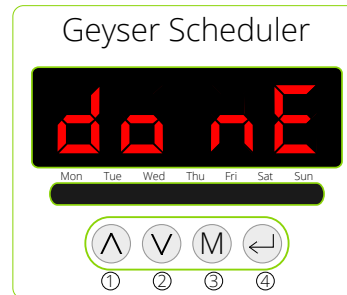 Geyser Scheduler
donE
Mon Tue Wed Thu Fri Sat Sun
Λ V M ↵
① ② ③ ④